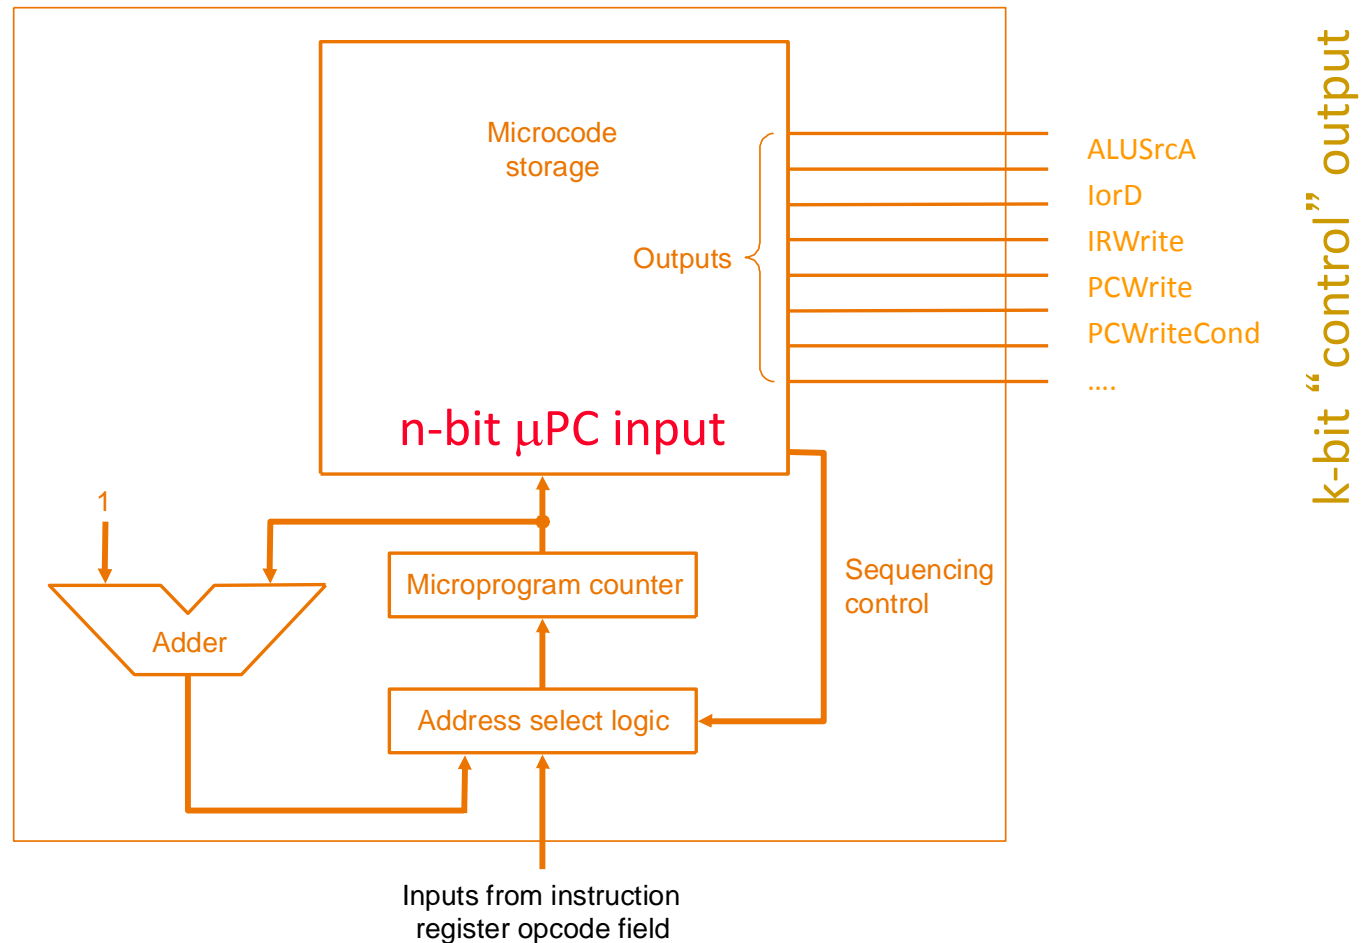 Microcode
storage
Outputs
ALUSrcA
IorD
IRWrite
PCWrite
PCWriteCond
....
k-bit “control” output
n-bit μPC input
1
Microprogram counter
Sequencing
control
Adder
Address select logic
Inputs from instruction
register opcode field